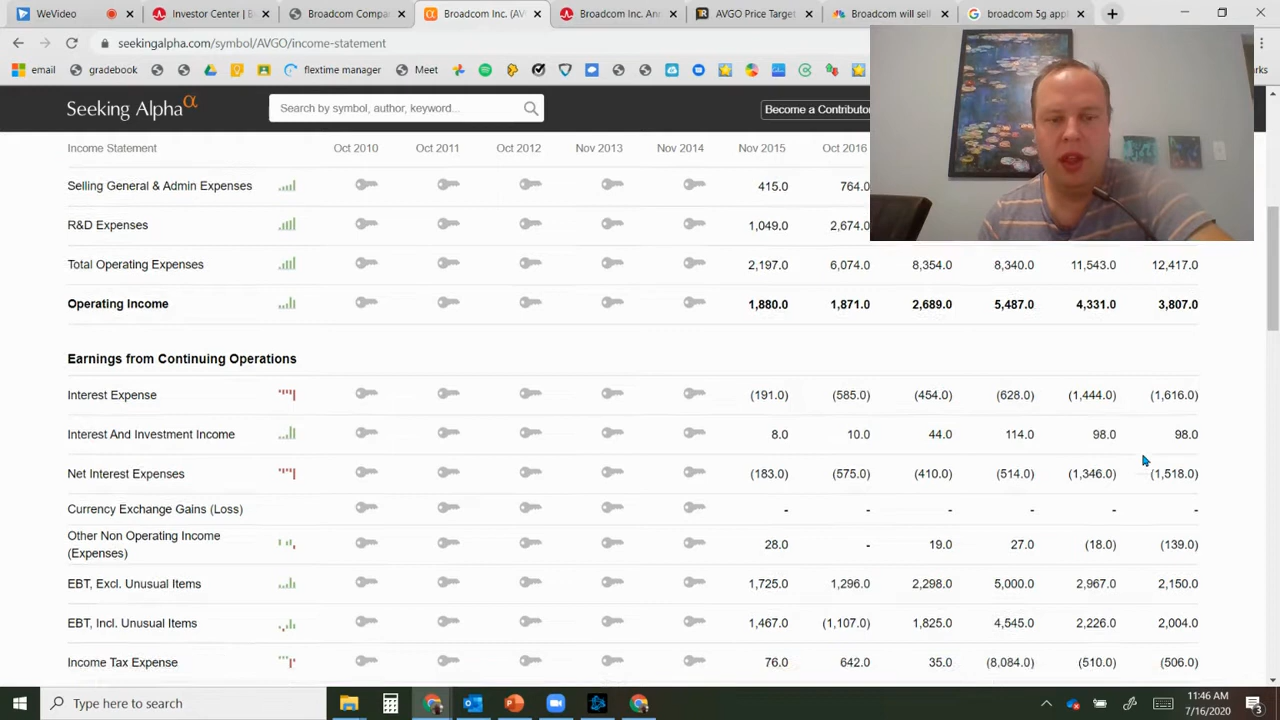 WeVideo
Investor Center | B
Broadcom Compa
Broadcom Inc. (AV
Broadcom Inc. An
AVGO Price Target
Broadcom will sell
broadcom 5g appl
seekingalpha.com/symbol/AVGO/income-statement
email
gradebook
flextime manager
Meet
rks
Seeking Alpha α
Search by symbol, author, keyword...
Become a Contributor
Income Statement Oct 2010 Oct 2011 Oct 2012 Nov 2013 Nov 2014 Nov 2015 Oct 2016
Selling General & Admin Expenses 415.0 764.0
R&D Expenses 1,049.0 2,674.0
Total Operating Expenses 2,197.0 6,074.0 8,354.0 8,340.0 11,543.0 12,417.0
Operating Income 1,880.0 1,871.0 2,689.0 5,487.0 4,331.0 3,807.0
Earnings from Continuing Operations
Interest Expense (191.0) (585.0) (454.0) (628.0) (1,444.0) (1,616.0)
Interest And Investment Income 8.0 10.0 44.0 114.0 98.0 98.0
Net Interest Expenses (183.0) (575.0) (410.0) (514.0) (1,346.0) (1,518.0)
Currency Exchange Gains (Loss) - - - - - -
Other Non Operating Income
(Expenses) 28.0 - 19.0 27.0 (18.0) (139.0)
EBT, Excl. Unusual Items 1,725.0 1,296.0 2,298.0 5,000.0 2,967.0 2,150.0
EBT, Incl. Unusual Items 1,467.0 (1,107.0) 1,825.0 4,545.0 2,226.0 2,004.0
Income Tax Expense 76.0 642.0 35.0 (8,084.0) (510.0) (506.0)
Type here to search
11:46 AM
7/16/2020
3